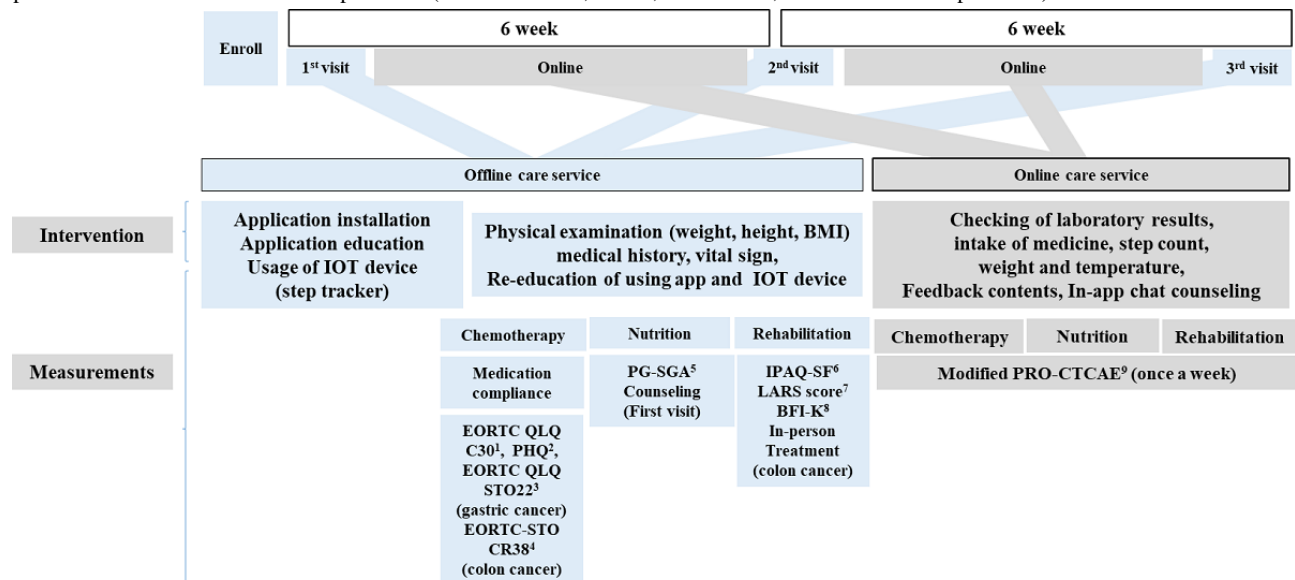 6 week
6 week
Enroll
1st visit
Online
2nd visit
Online
3rd visit
Offline care service
Online care service
Intervention
Application installation
Application education
Usage of IOT device
(step tracker)
Physical examination (weight, height, BMI)
medical history, vital sign,
Re-education of using app and IOT device
Checking of laboratory results,
intake of medicine, step count,
weight and temperature,
Feedback contents, In-app chat counseling
Measurements
Chemotherapy
Nutrition
Rehabilitation
Chemotherapy
Nutrition
Rehabilitation
Medication
compliance
PG-SGA5
Counseling
(First visit)
IPAQ-SF6
LARS score7
BFI-K8
In-person
Treatment
(colon cancer)
Modified PRO-CTCAE9 (once a week)
EORTC QLQ
C301, PHQ2,
EORTC QLQ
STO223
(gastric cancer)
EORTC-STO
CR384
(colon cancer)